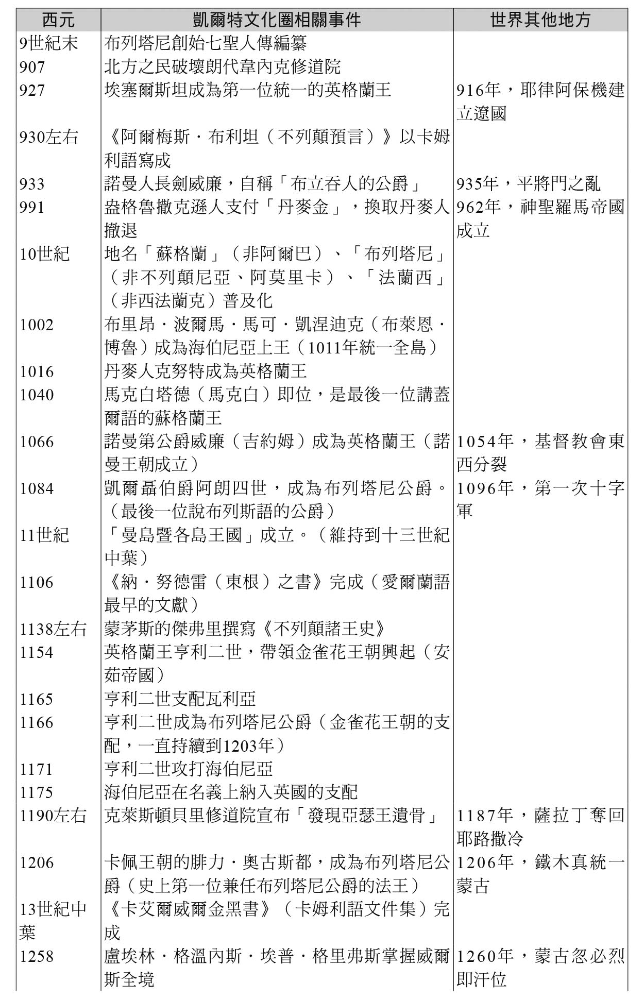 西元 凱爾特文化圈相關事件 世界其他地方
9世紀末 布列塔尼創始七聖人傳編纂
907 北方之民破壞朗代韋內克修道院
927 埃塞爾斯坦成為第一位統一的英格蘭王 916年，耶律阿保機建
立遼國
930左右 《阿爾梅斯．布利坦（不列顛預言）》以卡姆
利語寫成
933 諾曼人長劍威廉，自稱「布立吞人的公爵」 935年，平將門之亂
991 盎格魯撒克遜人支付「丹麥金」，換取丹麥人 962年，神聖羅馬帝國
撤退 成立
10世紀 地名「蘇格蘭」（非阿爾巴）、「布列塔尼」
（非不列顛尼亞、阿莫里卡）、「法蘭西」
（非西法蘭克）普及化
1002 布里昂．波爾馬．馬可．凱涅迪克（布萊恩．
博魯）成為海伯尼亞上王（1011年統一全島）
1016 丹麥人克努特成為英格蘭王
1040 馬克白塔德（馬克白）即位，是最後一位講蓋
爾語的蘇格蘭王
1066 諾曼第公爵威廉（吉約姆）成為英格蘭王（諾 1054年，基督教會東
曼王朝成立） 西分裂
1084 凱爾聶伯爵阿朗四世，成為布列塔尼公爵。 1096年，第一次十字
（最後一位說布列斯語的公爵） 軍
11世紀 「曼島暨各島王國」成立。（維持到十三世紀
中葉）
1106 《納．努德雷（東根）之書》完成（愛爾蘭語
最早的文獻）
1138左右 蒙茅斯的傑弗里撰寫《不列顛諸王史》
1154 英格蘭王亨利二世，帶領金雀花王朝興起（安
茹帝國）
1165 亨利二世支配瓦利亞
1166 亨利二世成為布列塔尼公爵（金雀花王朝的支
配，一直持續到1203年）
1171 亨利二世攻打海伯尼亞
1175 海伯尼亞在名義上納入英國的支配
1190左右 克萊斯頓貝里修道院宣布「發現亞瑟王遺骨」 1187年，薩拉丁奪回
耶路撒冷
1206 卡佩王朝的腓力．奧古斯都，成為布列塔尼公 1206年，鐵木真統一
爵（史上第一位兼任布列塔尼公爵的法王） 蒙古
13世紀中 《卡艾爾威爾金黑書》（卡姆利語文件集）完
葉 成
1258 盧埃林．格溫內斯．埃普．格里弗斯掌握威爾 1260年，蒙古忽必烈
斯全境 即汗位